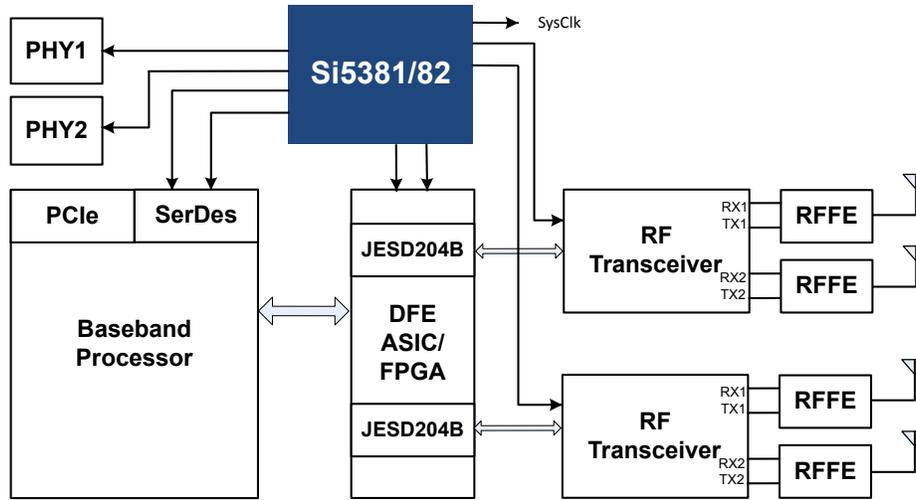 SysClk
PHY1
Si5381/82
PHY2
PCIe
SerDes
JESD204B
RF
Transceiver
RX1
TX1
RX2
TX2
RFFE
RFFE
Baseband
Processor
DFE
ASIC/
FPGA
JESD204B
RF
Transceiver
RX1
TX1
RX2
TX2
RFFE
RFFE